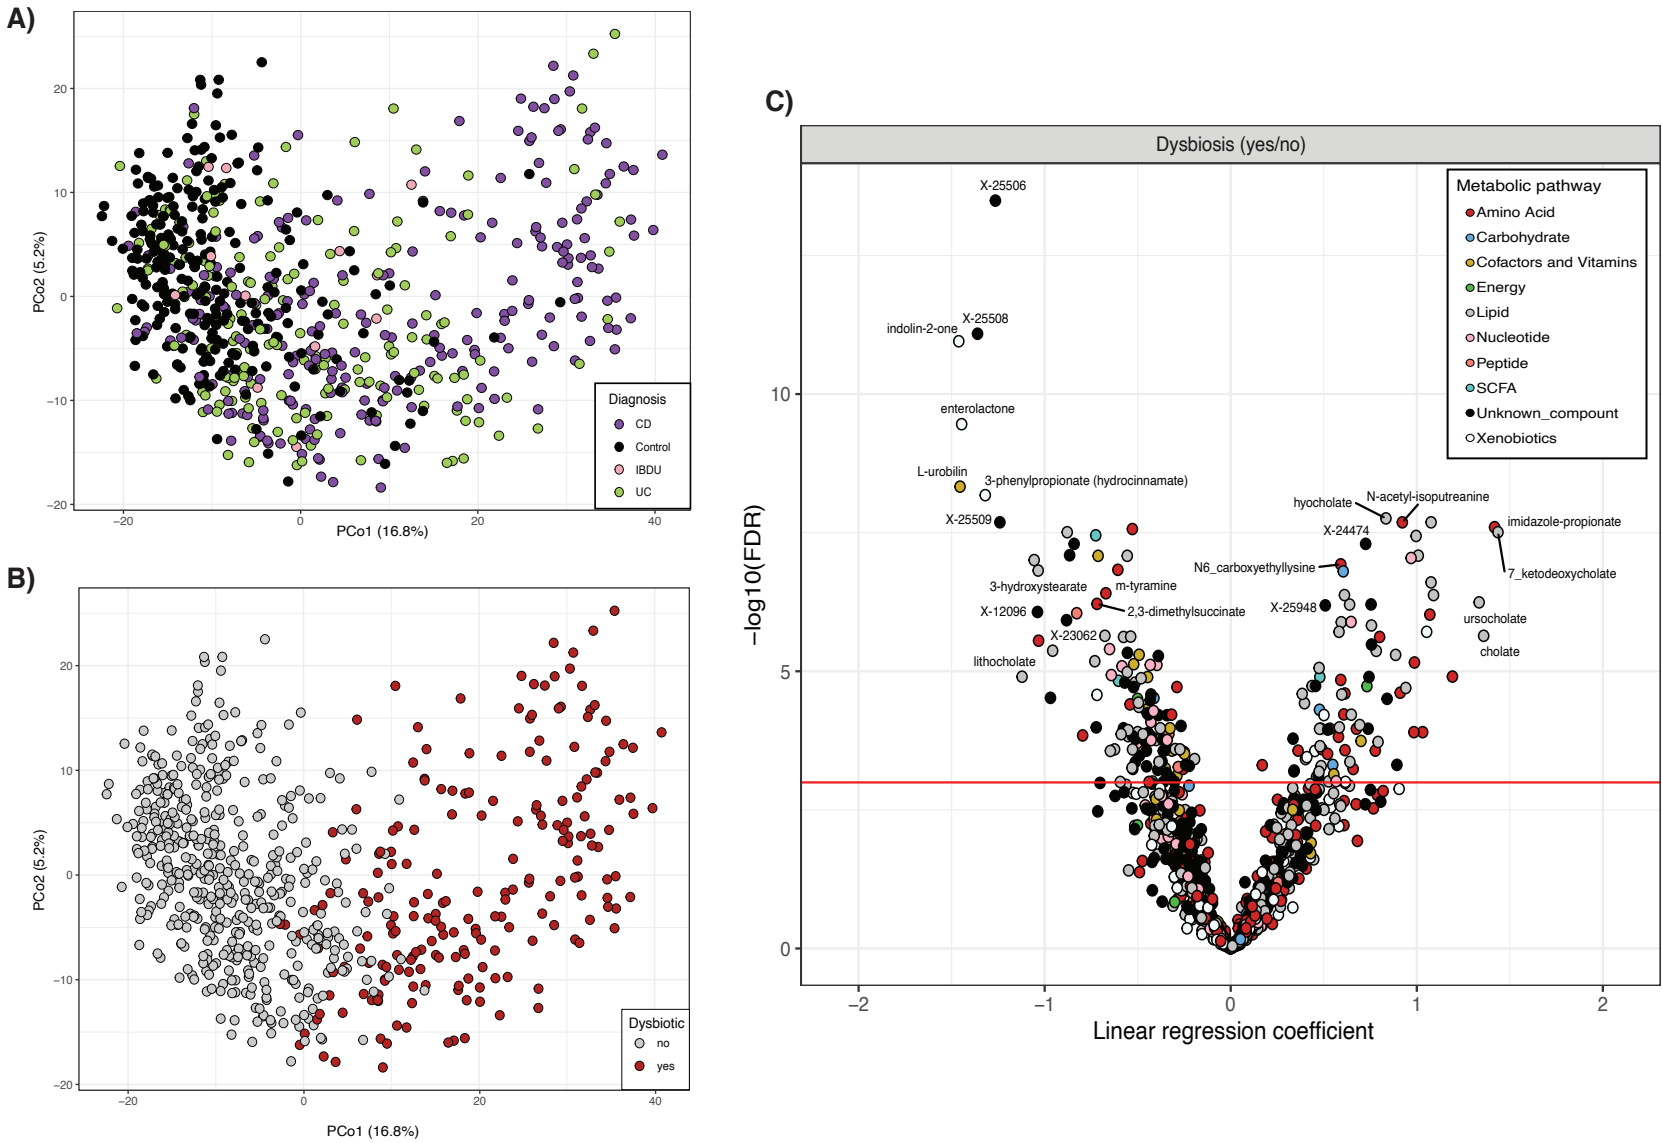 A)
20
10
0
−10
−20
PCo2 (5.2%)
−20
0
20
40
PCo1 (16.8%)
Diagnosis
CD
Control
IBDU
UC
B)
20
10
0
−10
−20
PCo2 (5.2%)
−20
0
20
40
PCo1 (16.8%)
Dysbiotic
no
yes
C)
Dysbiosis (yes/no)
Metabolic pathway
Amino Acid
Carbohydrate
Cofactors and Vitamins
Energy
Lipid
Nucleotide
Peptide
SCFA
Unknown_compound
Xenobiotics
X-25506
X-25508
indolin-2-one
enterolactone
L-urobilin
3-phenylpropionate (hydrocinnamate)
X-25509
hyocholate
N-acetyl-isoputreanine
X-24474
imidazole-propionate
7_ketodeoxycholate
N6_carboxyethyllysine
3-hydroxystearate
m-tyramine
X-12096
2,3-dimethylsuccinate
X-25948
ursocholate
X-23062
cholate
lithocholate
10
5
0
−log10(FDR)
−2
−1
0
1
2
Linear regression coefficient